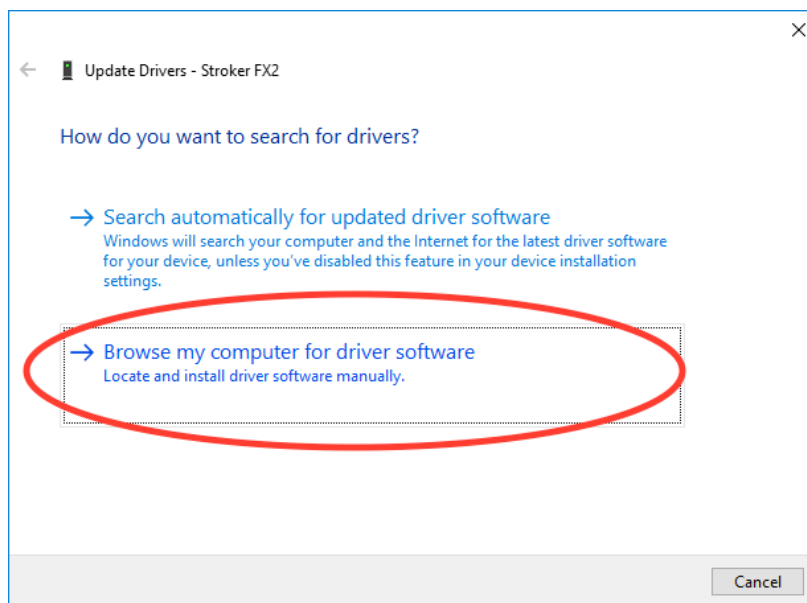 Update Drivers - Stroker FX2
How do you want to search for drivers?
Search automatically for updated driver software
Windows will search your computer and the Internet for the latest driver software
for your device, unless you've disabled this feature in your device installation
settings.
Browse my computer for driver software
Locate and install driver software manually.
Cancel